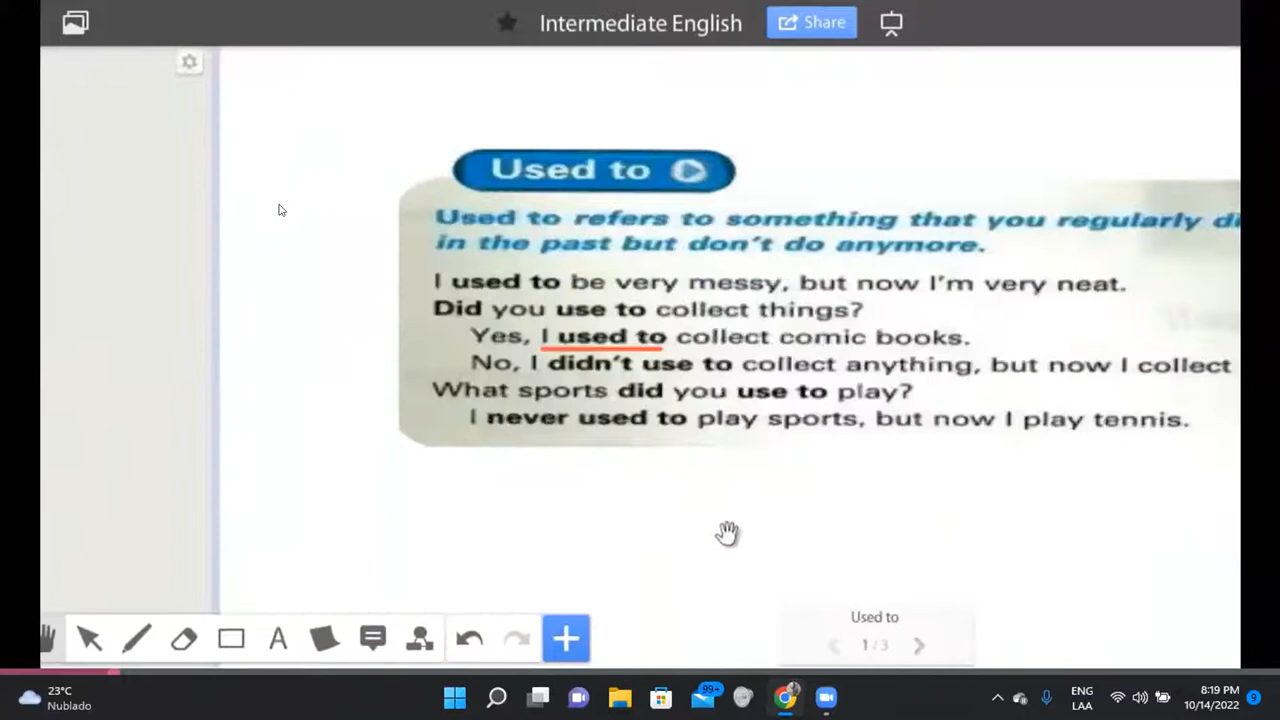 Intermediate English
Share
Used to
Used to refers to something that you regularly di
in the past but don't do anymore.
I used to be very messy, but now I'm very neat.
Did you use to collect things?
Yes, I used to collect comic books.
No, I didn't use to collect anything, but now I collect
What sports did you use to play?
I never used to play sports, but now I play tennis.
A
Used to
1 / 3
23°C
Nublado
99+
ENG
LAA
8:19 PM
10/14/2022
9